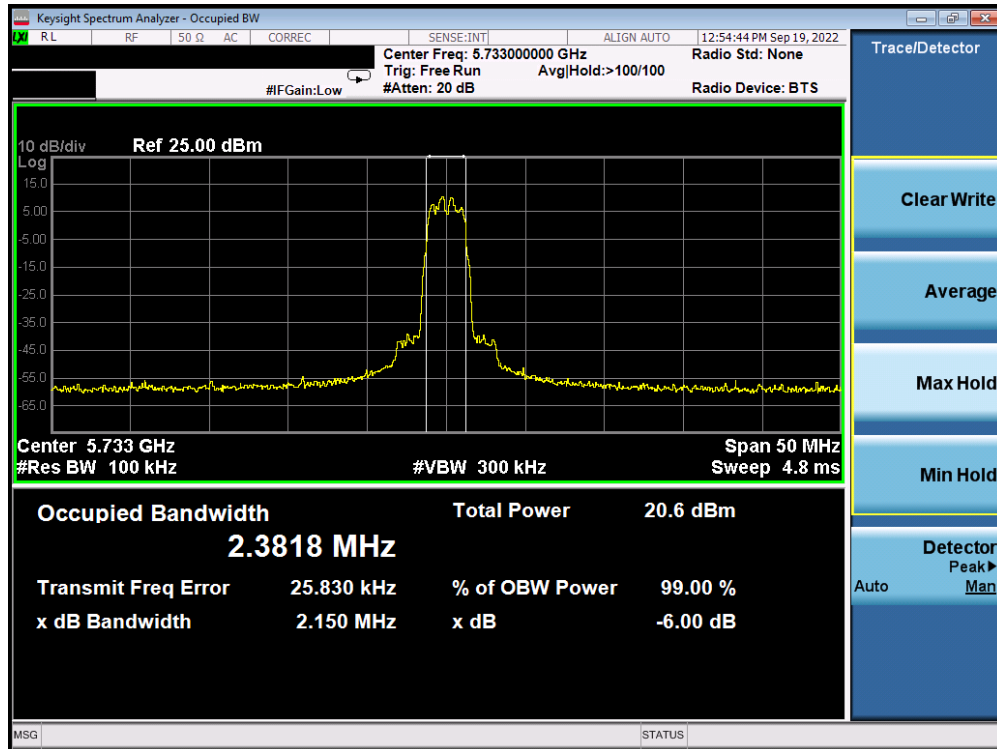 Keysight Spectrum Analyzer - Occupied BW
LXI RL RF 50 Ω AC CORREC SENSE:INT ALIGN AUTO 12:54:44 PM Sep 19, 2022
Center Freq: 5.733000000 GHz Radio Std: None
Trig: Free Run Avg|Hold:>100/100
#IFGain:Low #Atten: 20 dB Radio Device: BTS
Trace/Detector
10 dB/div Ref 25.00 dBm
Log
15.0
5.00
-5.00
-15.0
-25.0
-35.0
-45.0
-55.0
-65.0
Center 5.733 GHz Span 50 MHz
#Res BW 100 kHz #VBW 300 kHz Sweep 4.8 ms
Occupied Bandwidth Total Power 20.6 dBm
2.3818 MHz
Transmit Freq Error 25.830 kHz % of OBW Power 99.00 %
x dB Bandwidth 2.150 MHz x dB -6.00 dB
Clear Write
Average
Max Hold
Min Hold
Detector
Peak▶
Auto Man
MSG STATUS